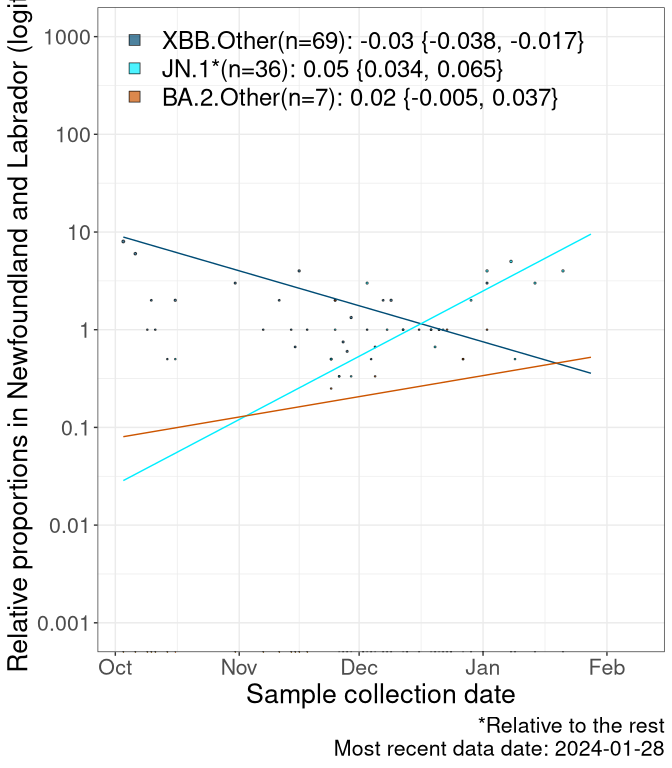 XBB.Other(n=69): -0.03 {-0.038, -0.017}
JN.1*(n=36): 0.05 {0.034, 0.065}
BA.2.Other(n=7): 0.02 {-0.005, 0.037}
Relative proportions in Newfoundland and Labrador
1000
100
10
1
0.1
0.01
0.001
Oct Nov Dec Jan Feb
Sample collection date
*Relative to the rest
Most recent data date: 2024-01-28